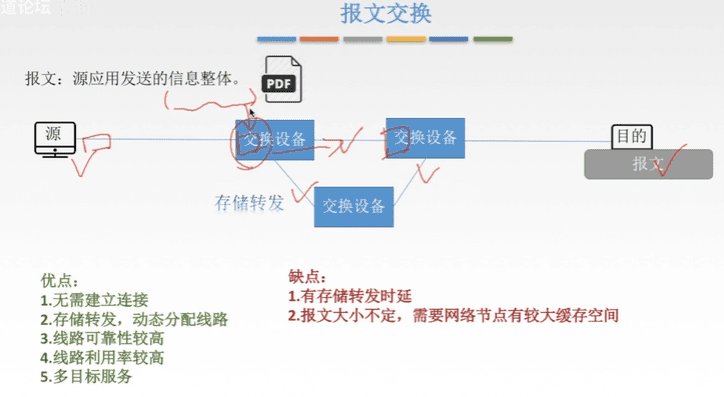 道论坛
报文交换
报文：源应用发送的信息整体。
PDF
源
交换设备
交换设备
目的
报文
存储转发
交换设备
优点：
1.无需建立连接
2.存储转发，动态分配线路
3.线路可靠性较高
4.线路利用率较高
5.多目标服务
缺点：
1.有存储转发时延
2.报文大小不定，需要网络节点有较大缓存空间